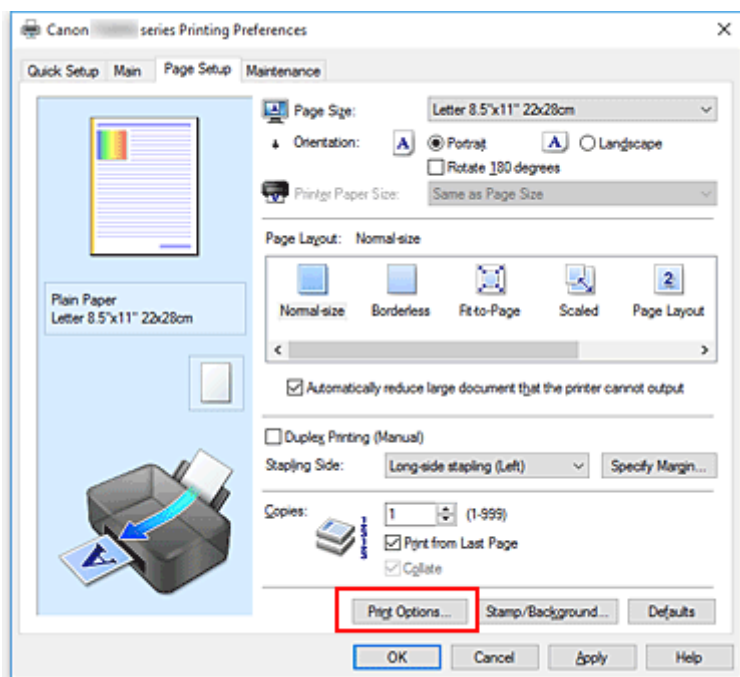 Canon series Printing Preferences
Quick Setup Main Page Setup Maintenance
Page Size: Letter 8.5"x11" 22x28cm
Orientation: A Portrait A Landscape
Rotate 180 degrees
Printer Paper Size: Same as Page Size
Page Layout: Normal-size
2
Normal-size Borderless Fit-to-Page Scaled Page Layout
Automatically reduce large document that the printer cannot output
Plain Paper
Letter 8.5"x11" 22x28cm
Duplex Printing (Manual)
Stapling Side: Long-side stapling (Left) Specify Margin...
Copies: 1 (1-999)
Print from Last Page
Collate
A
Print Options... Stamp/Background... Defaults
OK Cancel Apply Help